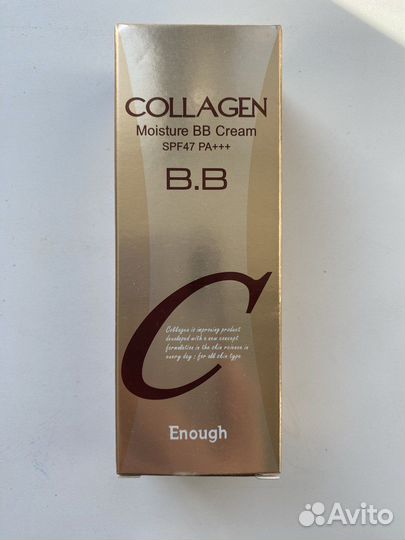 COLLAGEN
Moisture BB Cream
SPF47 PA+++
B.B
C
Collagen is improving product
developed with a new concept
formulation in the skin science in
every day : for all skin type
Enough
Avito